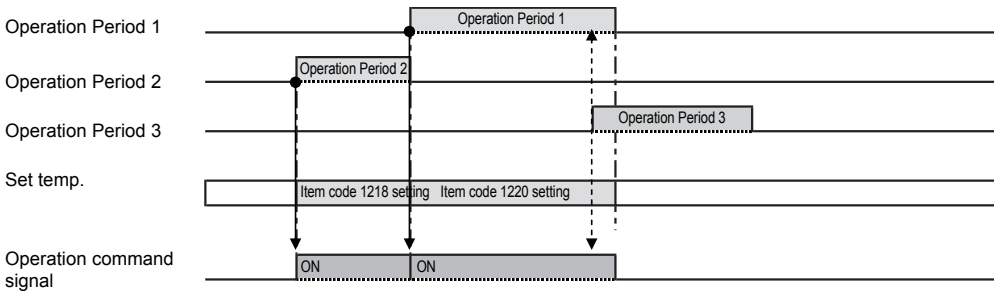 Operation Period 1
Operation Period 1
Operation Period 2
Operation Period 2
Operation Period 3
Operation Period 3
Set temp.
Item code 1218 setting Item code 1220 setting
Operation command
signal
ON ON